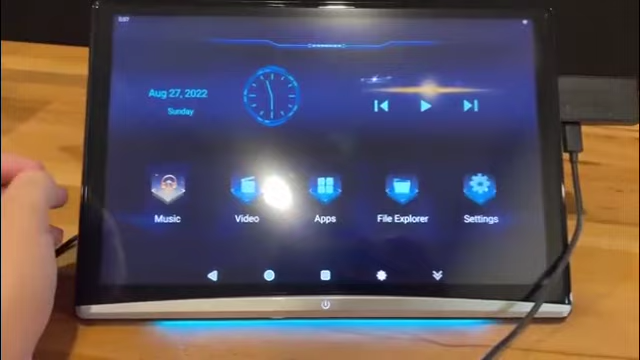 Aug 27, 2022
Sunday
Music
Video
Apps
File Explorer
Settings